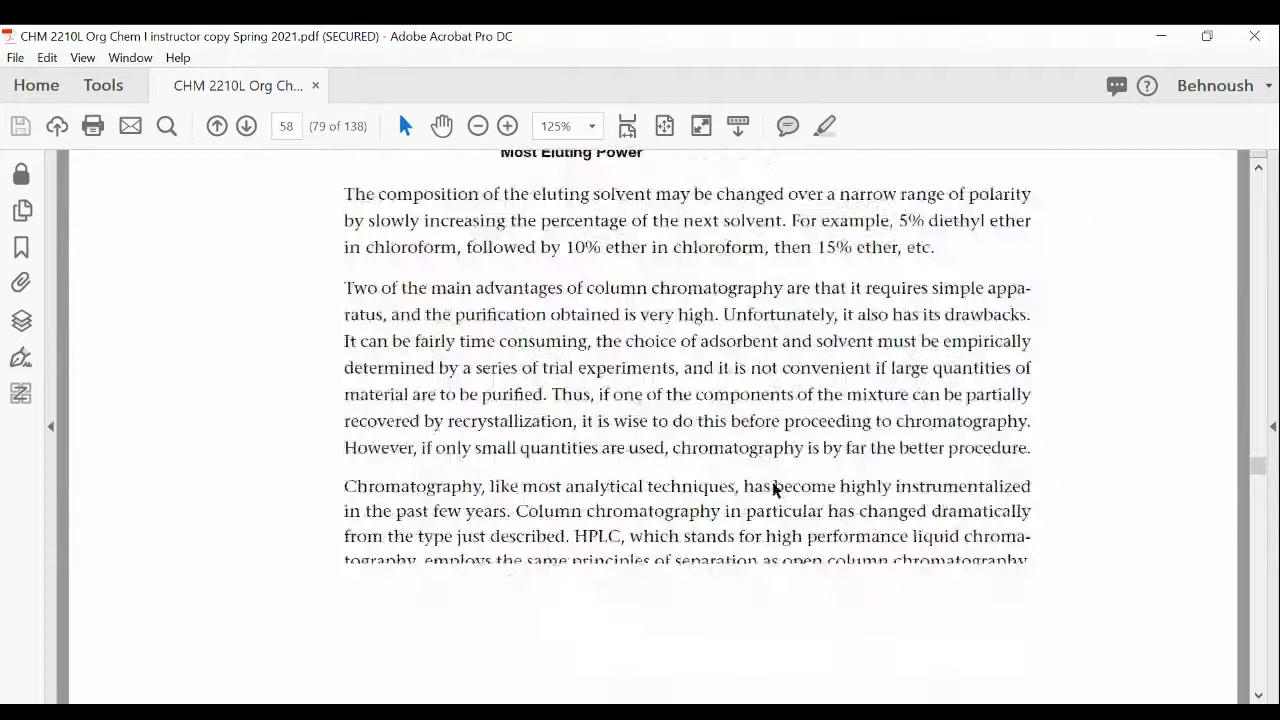 CHM 2210L Org Chem I instructor copy Spring 2021.pdf (SECURED) - Adobe Acrobat Pro DC
File Edit View Window Help
Home Tools CHM 2210L Org Ch... × Behnoush
58 (79 of 138) 125%
Most Eluting Power
The composition of the eluting solvent may be changed over a narrow range of polarity
by slowly increasing the percentage of the next solvent. For example, 5% diethyl ether
in chloroform, followed by 10% ether in chloroform, then 15% ether, etc.
Two of the main advantages of column chromatography are that it requires simple appa-
ratus, and the purification obtained is very high. Unfortunately, it also has its drawbacks.
It can be fairly time consuming, the choice of adsorbent and solvent must be empirically
determined by a series of trial experiments, and it is not convenient if large quantities of
material are to be purified. Thus, if one of the components of the mixture can be partially
recovered by recrystallization, it is wise to do this before proceeding to chromatography.
However, if only small quantities are used, chromatography is by far the better procedure.
Chromatography, like most analytical techniques, has become highly instrumentalized
in the past few years. Column chromatography in particular has changed dramatically
from the type just described. HPLC, which stands for high performance liquid chroma-
tography, employs the same principles of separation as open column chromatography.